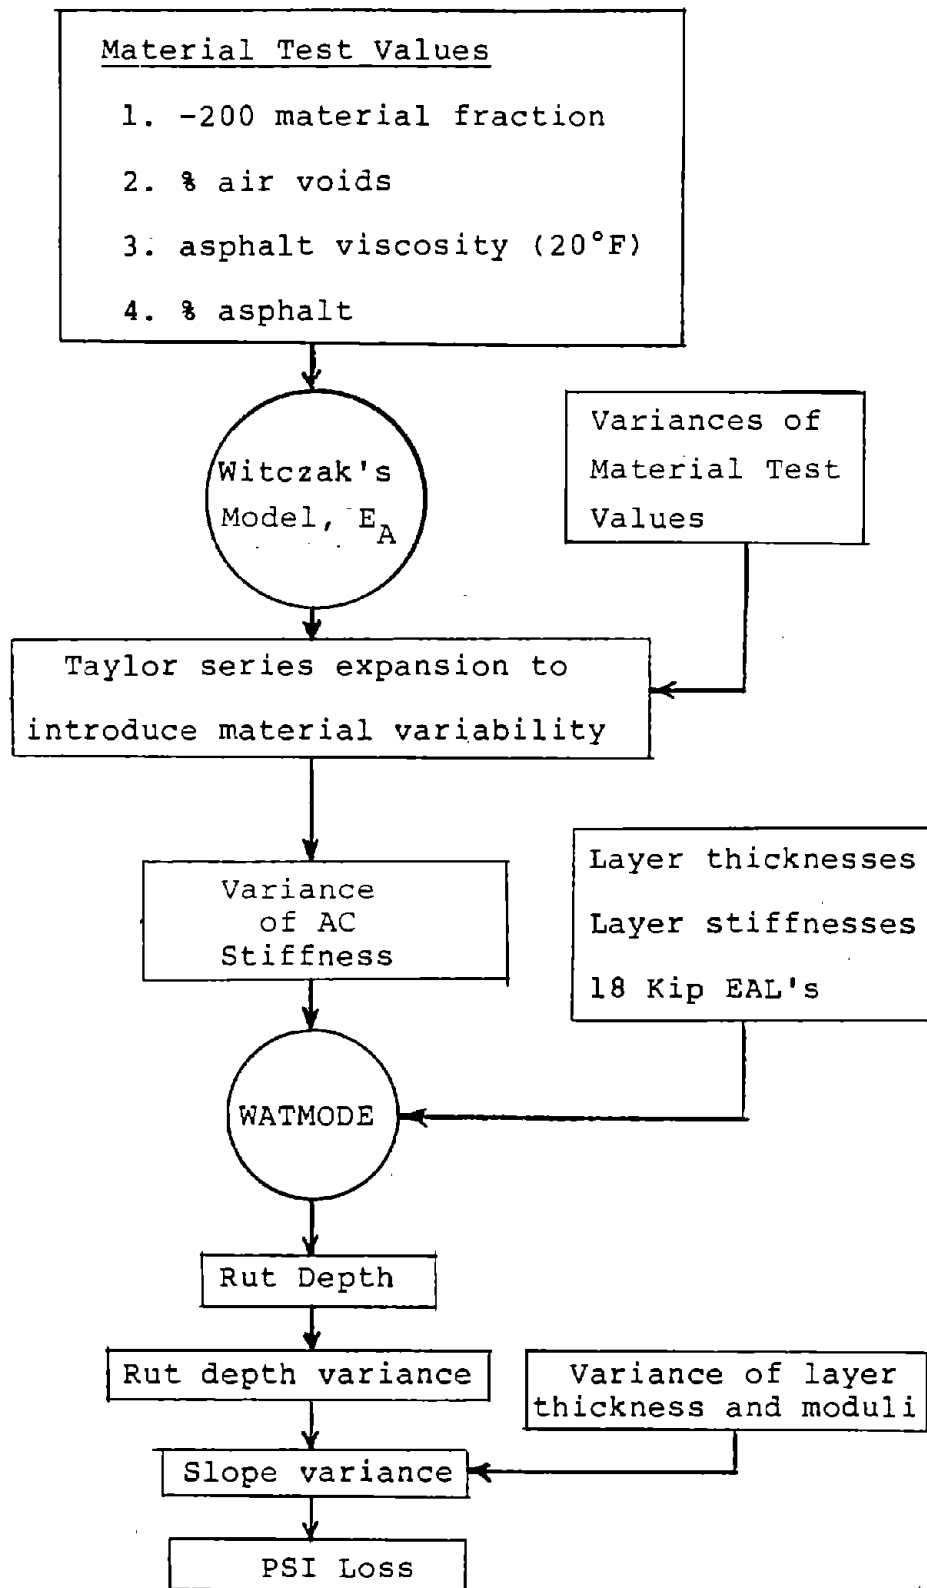 Material Test Values
1. -200 material fraction
2. % air voids
3. asphalt viscosity (20°F)
4. % asphalt
Witczak's
Model, E_A
Variances of
Material Test
Values
Taylor series expansion to
introduce material variability
Variance
of AC
Stiffness
Layer thicknesses
Layer stiffnesses
18 Kip EAL's
WATMODE
Rut Depth
Rut depth variance
Variance of layer
thickness and moduli
Slope variance
PSI Loss